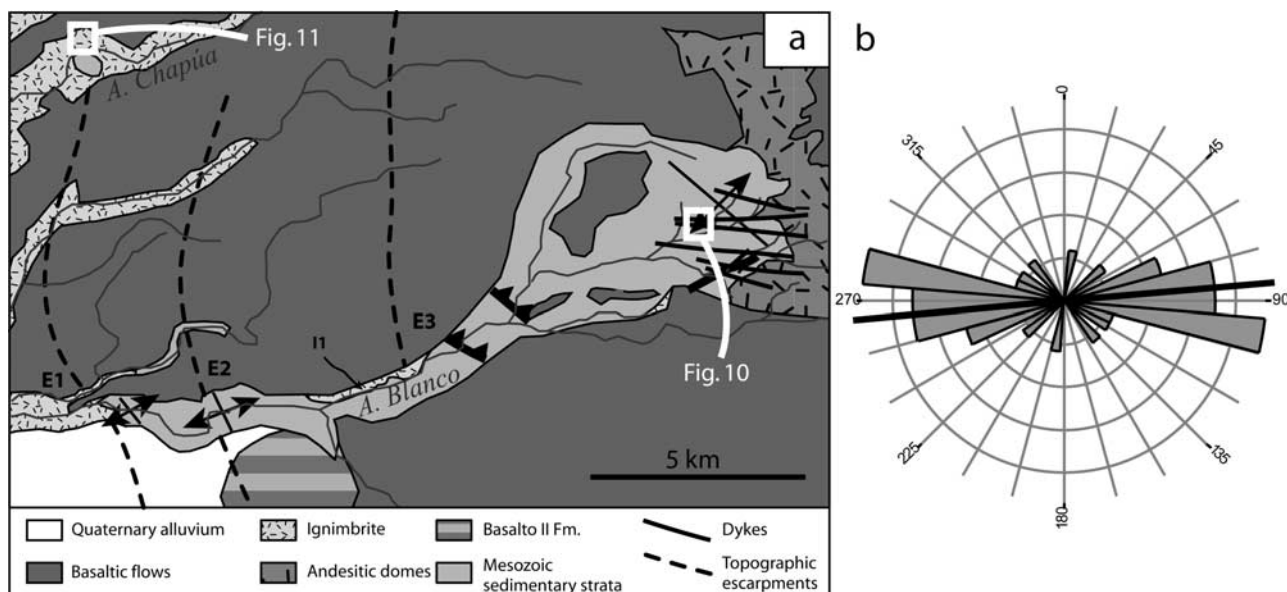 Fig. 11
A. Chapúa
a
E3
E1
E2
I1
A. Blanco
Fig. 10
5 km
Quaternary alluvium
Ignimbrite
Basalto II Fm.
Dykes
Basaltic flows
Andesitic domes
Mesozoic
sedimentary strata
Topographic
escarpments
b
0
45
90
135
180
225
270
315